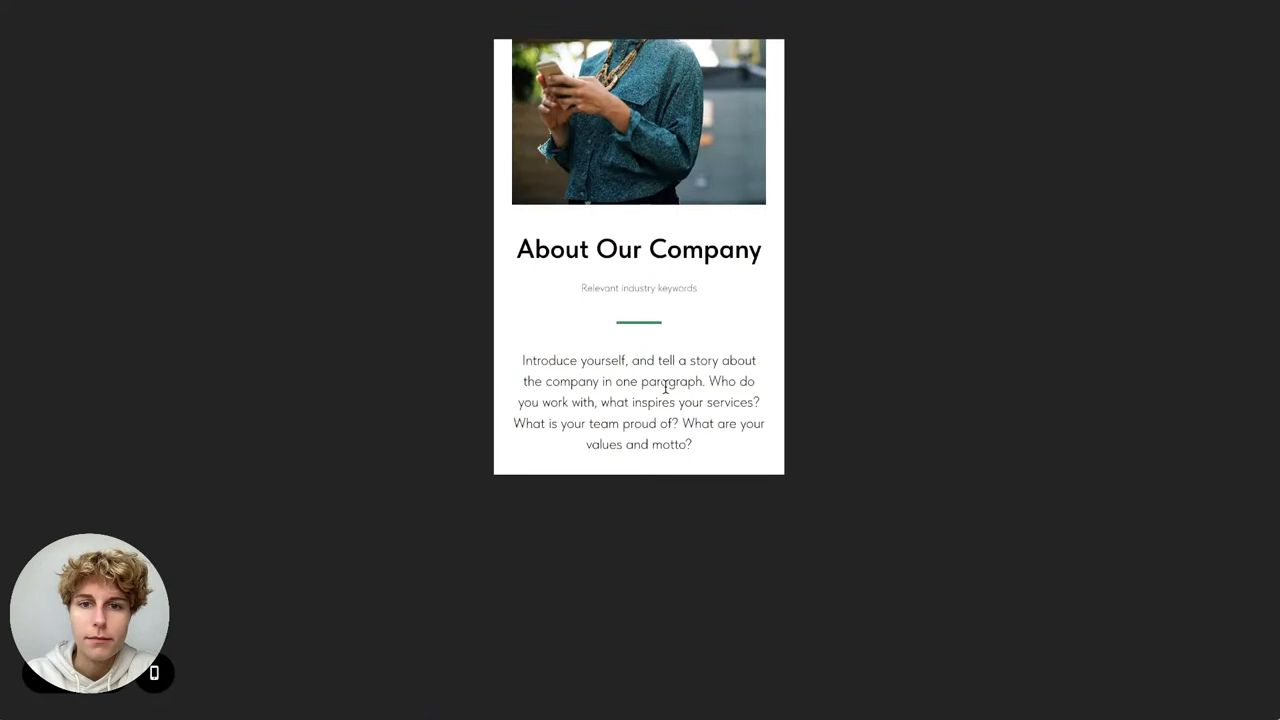 About Our Company
Relevant industry keywords
Introduce yourself, and tell a story about
the company in one paragraph. Who do
you work with, what inspires your services?
What is your team proud of? What are your
values and motto?